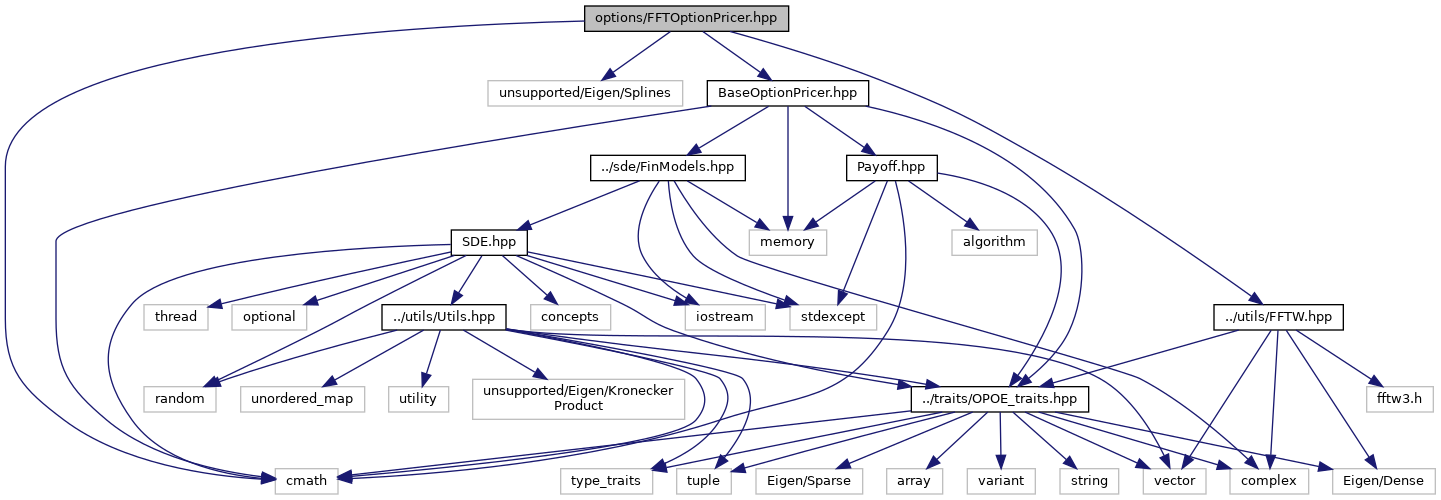 options/FFTOptionPricer.hpp
unsupported/Eigen/Splines
BaseOptionPricer.hpp
../sde/FinModels.hpp
Payoff.hpp
SDE.hpp
memory
algorithm
thread
optional
../utils/Utils.hpp
concepts
iostream
stdexcept
../utils/FFTW.hpp
random
unordered_map
utility
unsupported/Eigen/Kronecker
Product
../traits/OPOE_traits.hpp
fftw3.h
cmath
type_traits
tuple
Eigen/Sparse
array
variant
string
vector
complex
Eigen/Dense